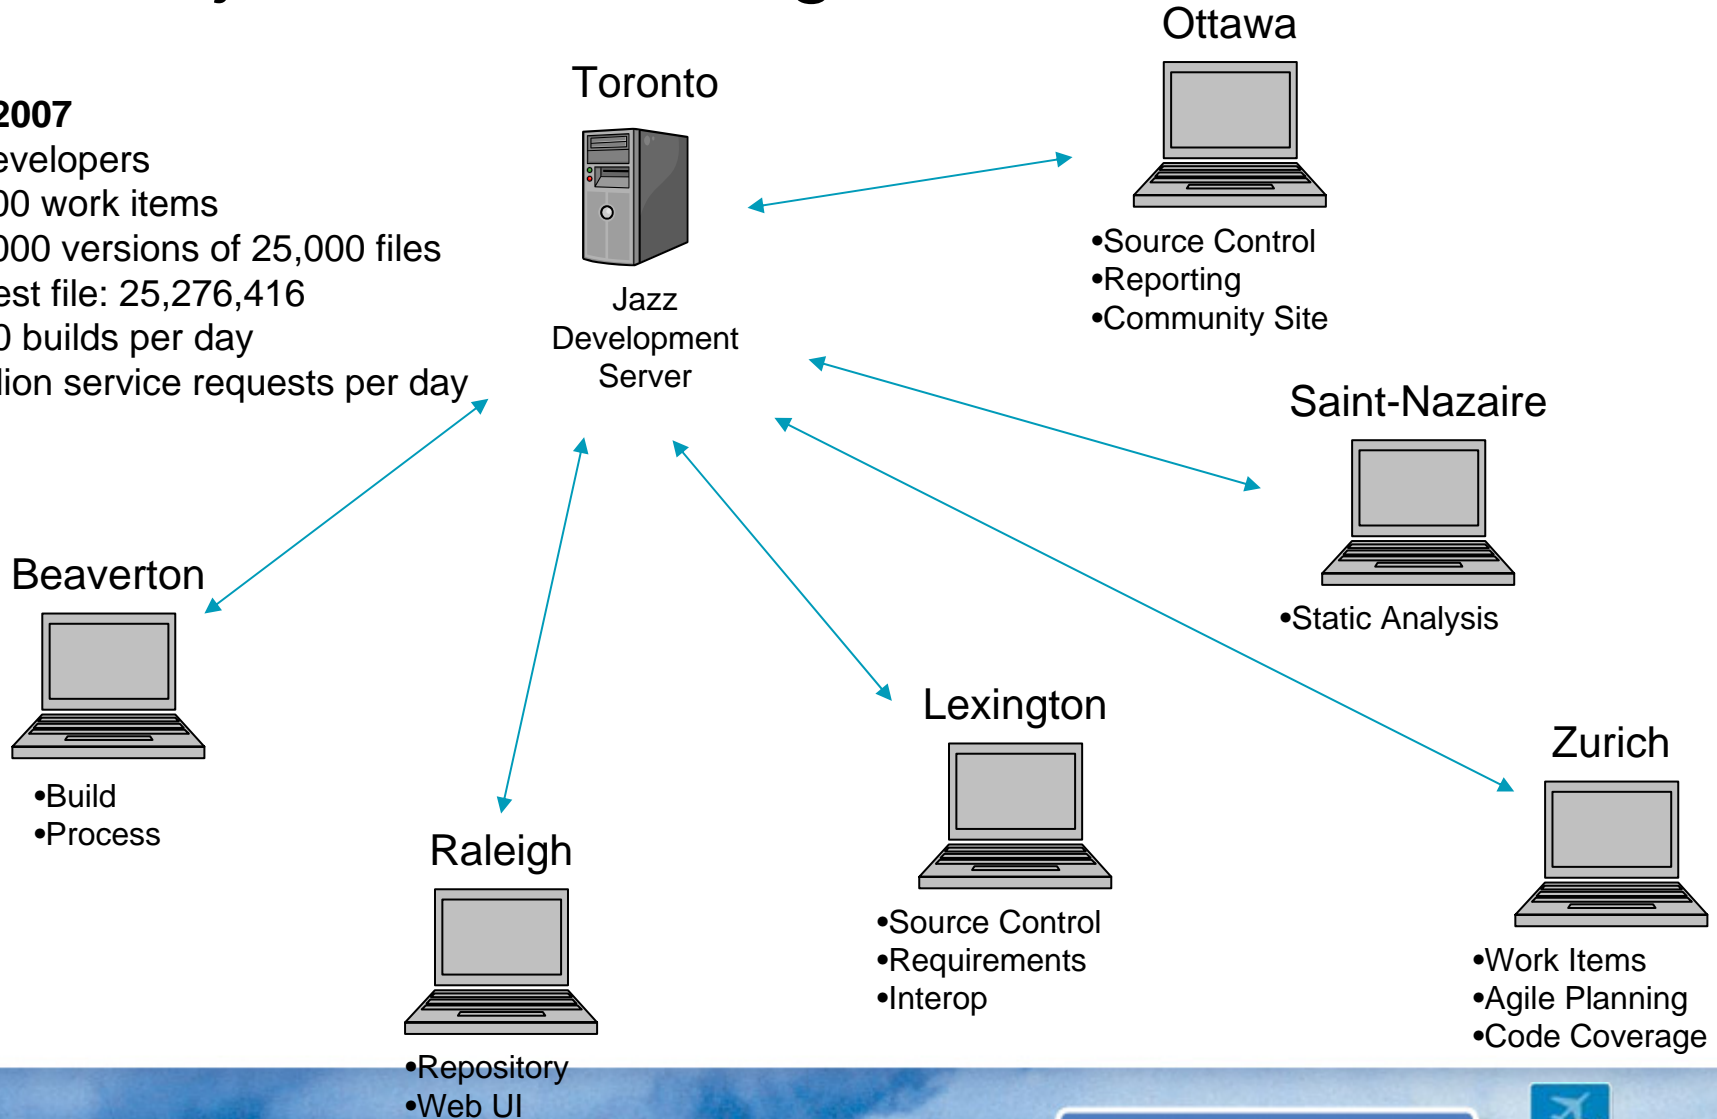 2007
evelopers
00 work items
000 versions of 25,000 files
est file: 25,276,416
0 builds per day
lion service requests per day
Toronto
Jazz
Development
Server
Ottawa
•Source Control
•Reporting
•Community Site
Saint-Nazaire
•Static Analysis
Beaverton
•Build
•Process
Raleigh
•Repository
•Web UI
Lexington
•Source Control
•Requirements
•Interop
Zurich
•Work Items
•Agile Planning
•Code Coverage